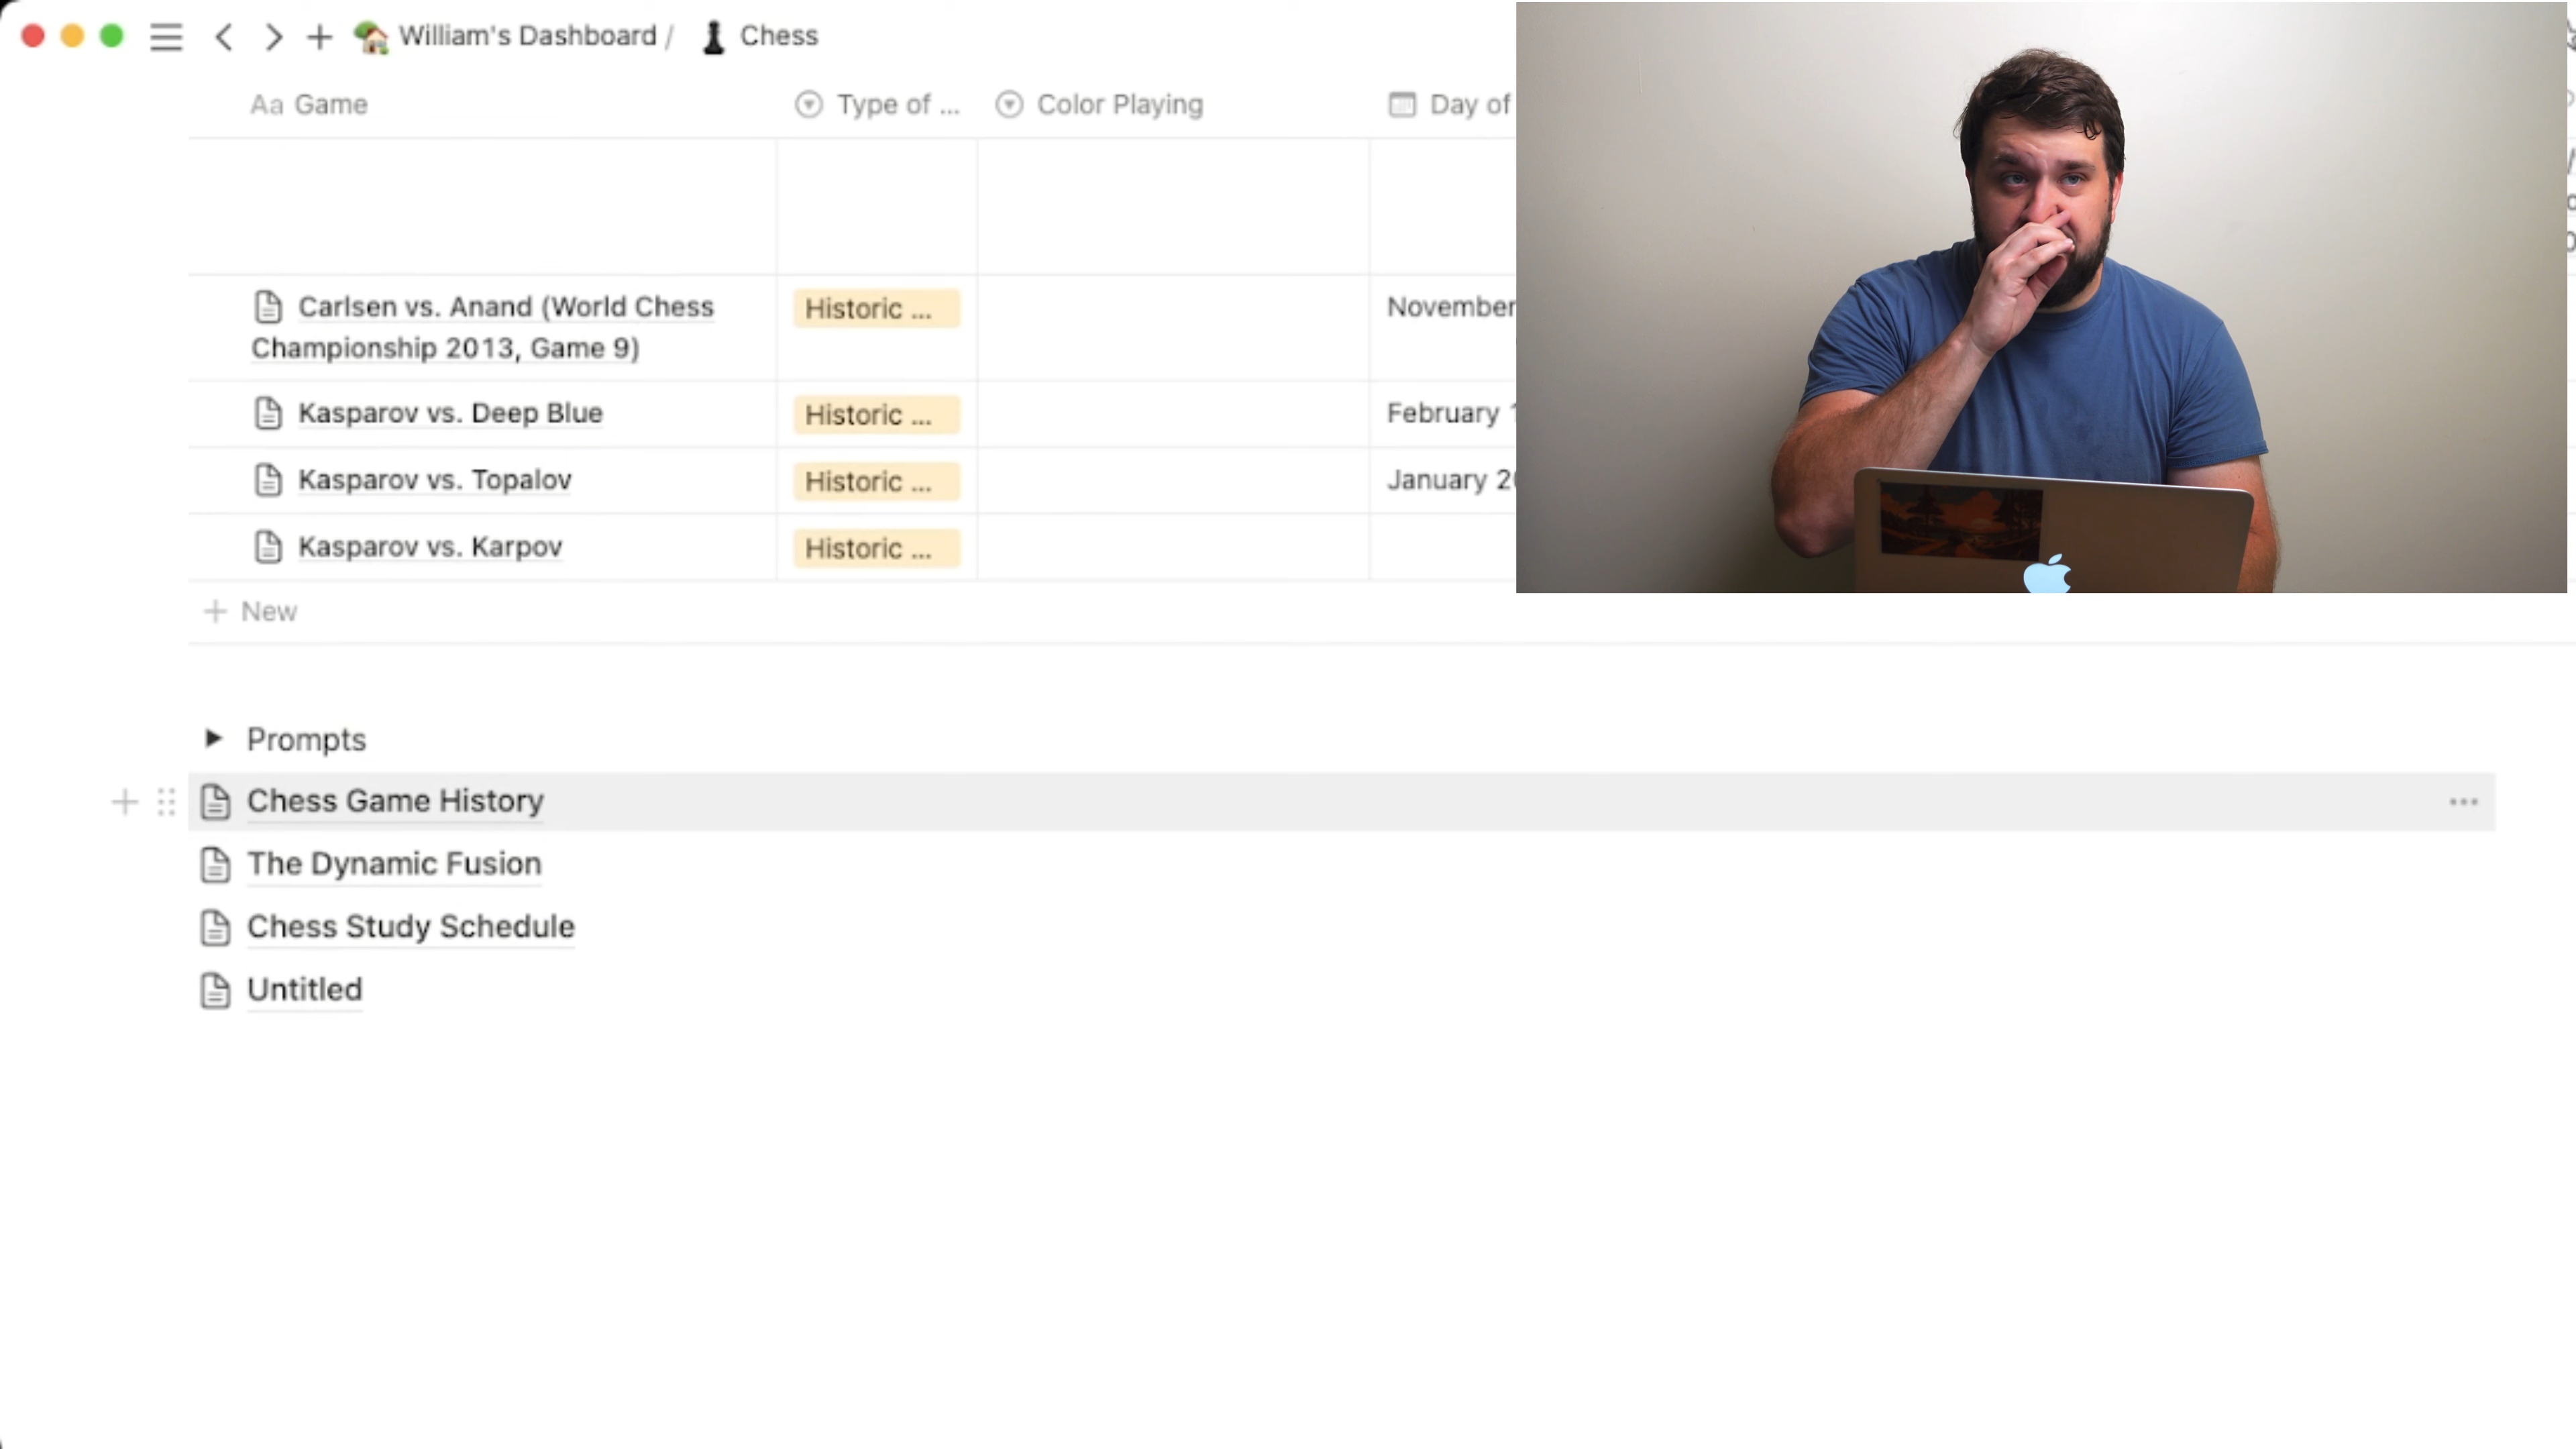 William's Dashboard / Chess
Aa Game
Type of ...
Color Playing
Day of
Carlsen vs. Anand (World Chess
Championship 2013, Game 9)
Historic ...
November
Kasparov vs. Deep Blue
Historic ...
February
Kasparov vs. Topalov
Historic ...
January
Kasparov vs. Karpov
Historic ...
New
Prompts
Chess Game History
The Dynamic Fusion
Chess Study Schedule
Untitled